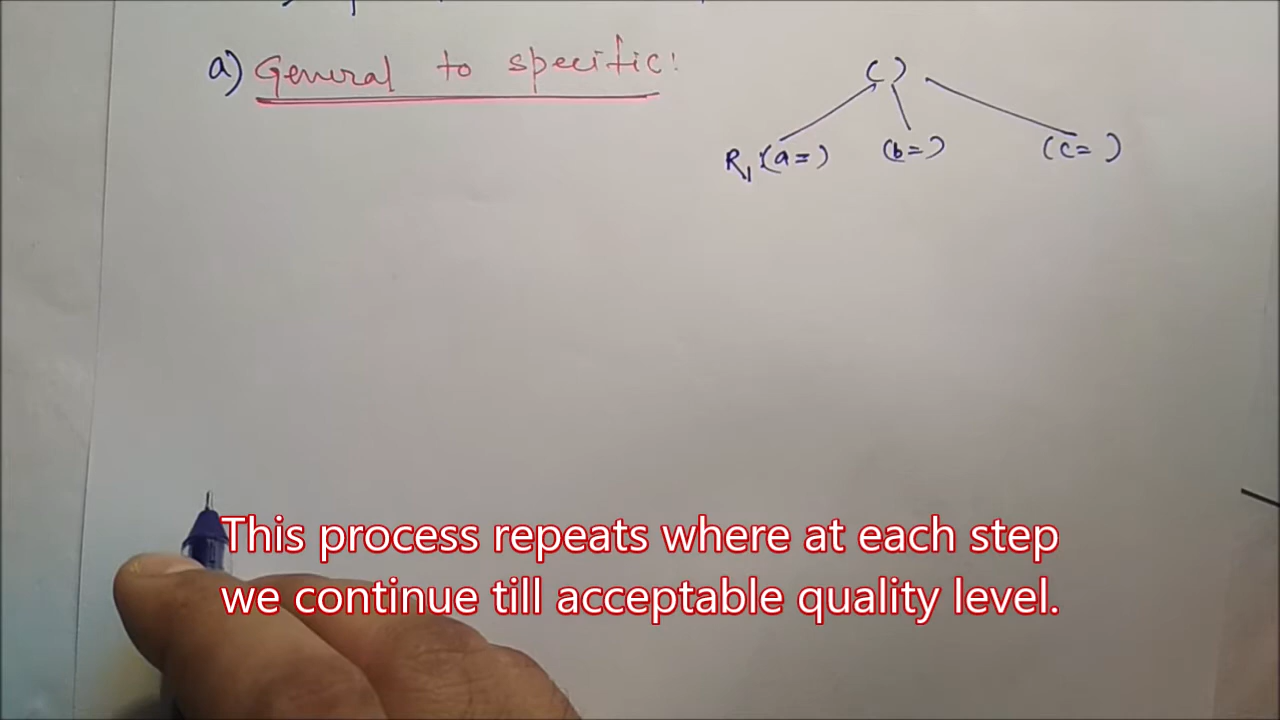 a) General to specific:
( )
R1 (a= ) (b= ) (c= )
This process repeats where at each step
we continue till acceptable quality level.